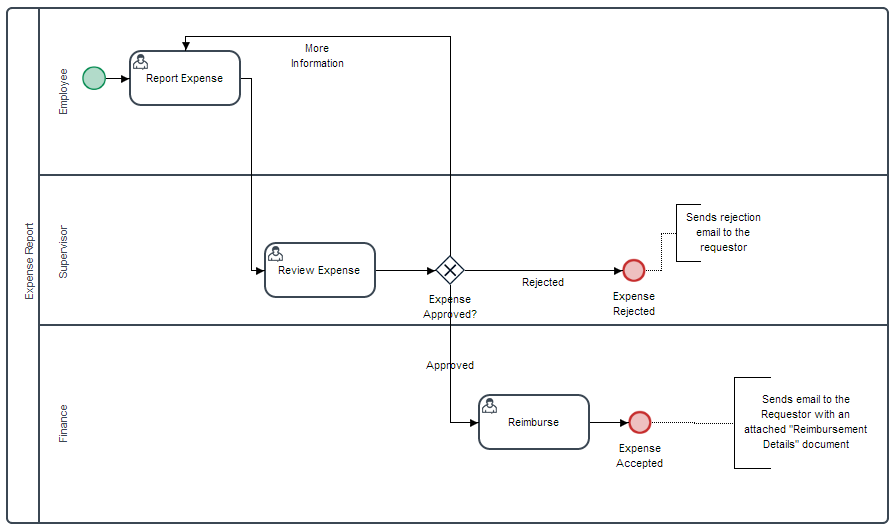 Expense Report
Employee
More
Information
Report Expense
Supervisor
Sends rejection
email to the
requestor
Review Expense
Rejected
Expense
Approved?
Expense
Rejected
Finance
Approved
Reimburse
Expense
Accepted
Sends email to the
Requestor with an
attached "Reimbursement
Details" document